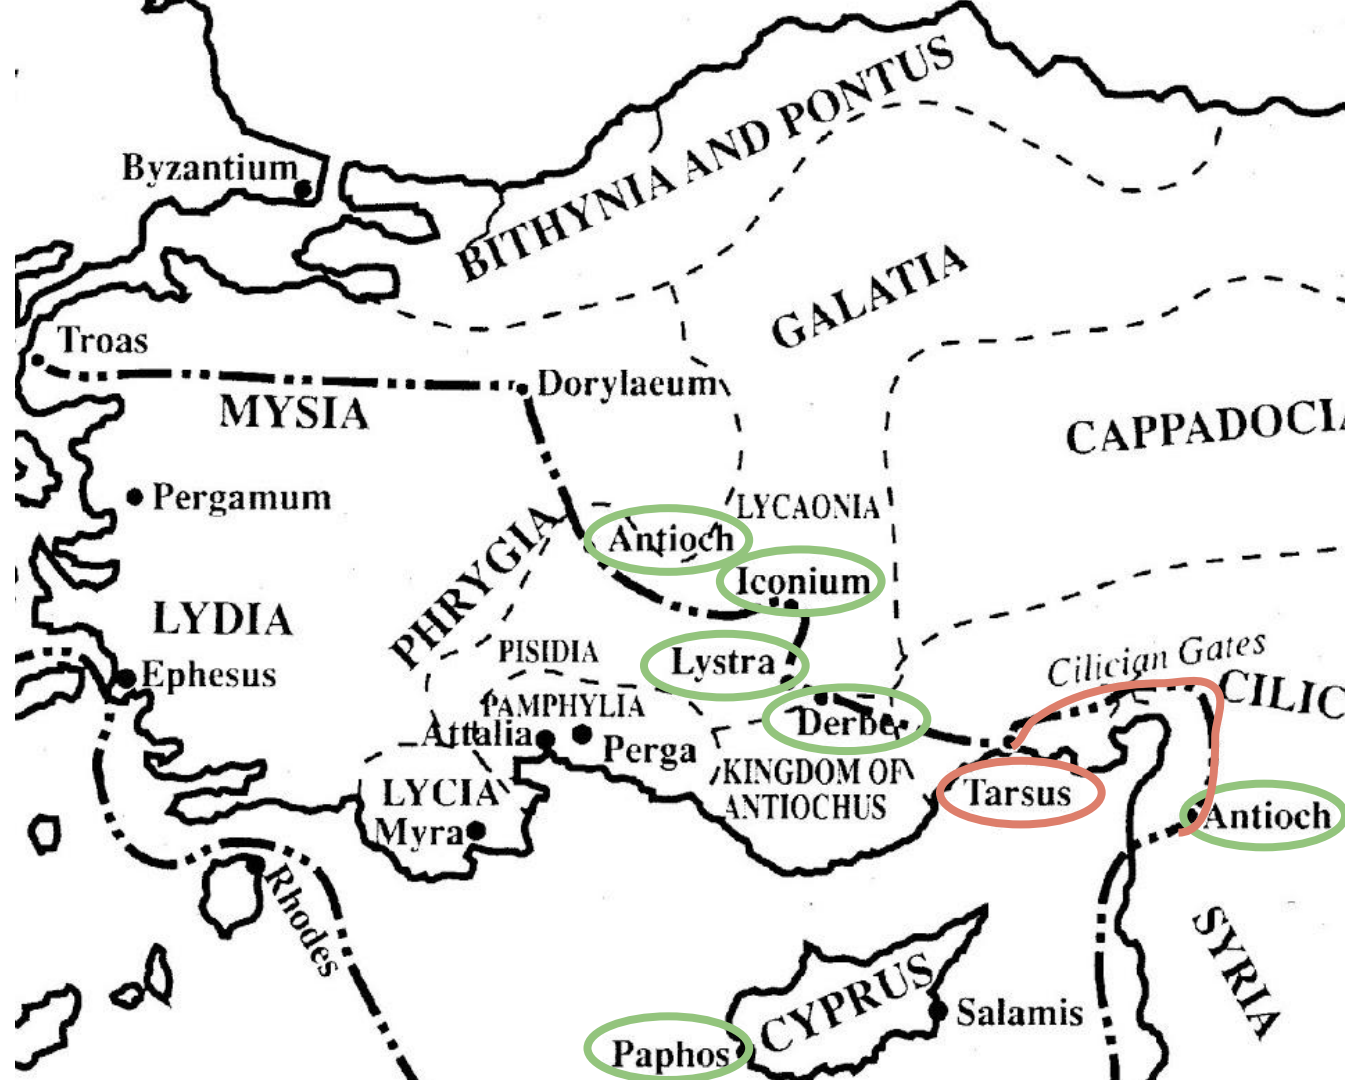 BITHYNIA AND PONTUS
Byzantium
GALATIA
Troas
Dorylaeum
MYSIA
CAPPADOCIA
Pergamum
LYCAONIA
Antioch
PHRYGIA
Iconium
LYDIA
PISIDIA
Lystra
Cilician Gates
Ephesus
CILIC
PAMPHYLIA
Attalia
Perga
Derbe
KINGDOM OF
ANTIOCHUS
LYCIA
Tarsus
Myra
Antioch
Rhodes
SYRIA
CYPRUS
Salamis
Paphos